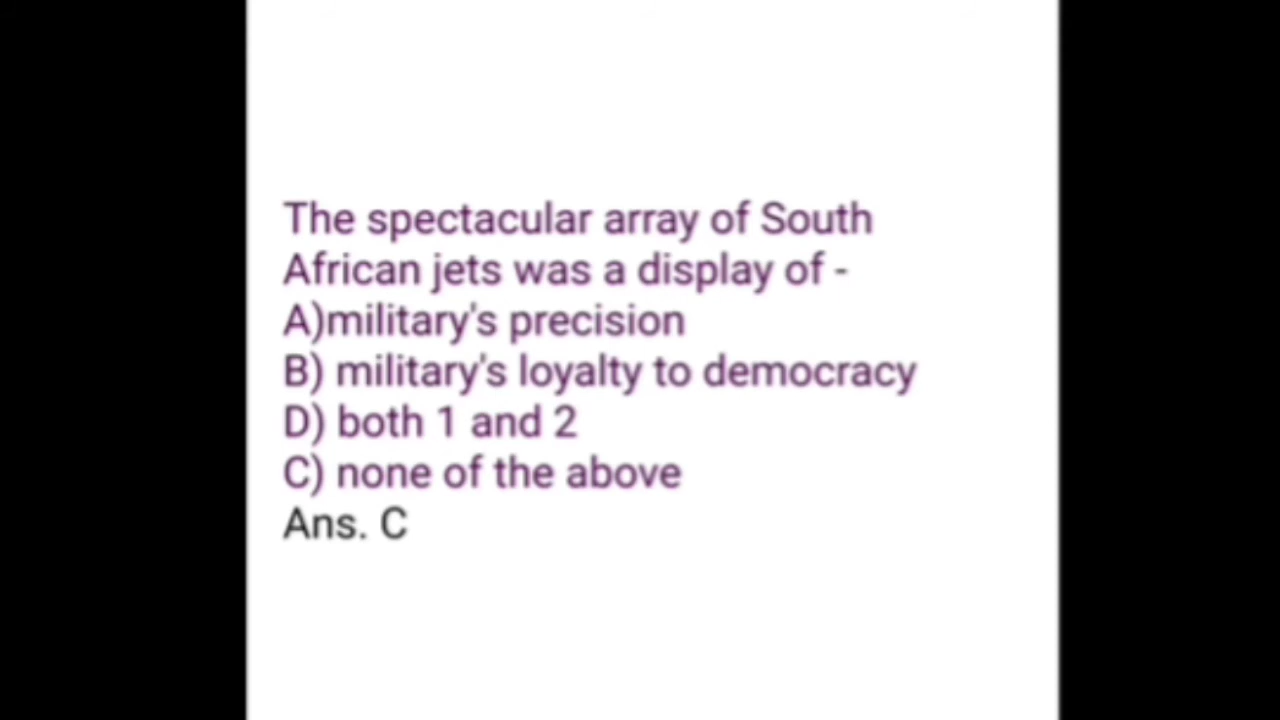 The spectacular array of South
African jets was a display of -
A)military's precision
B) military's loyalty to democracy
D) both 1 and 2
C) none of the above
Ans. C